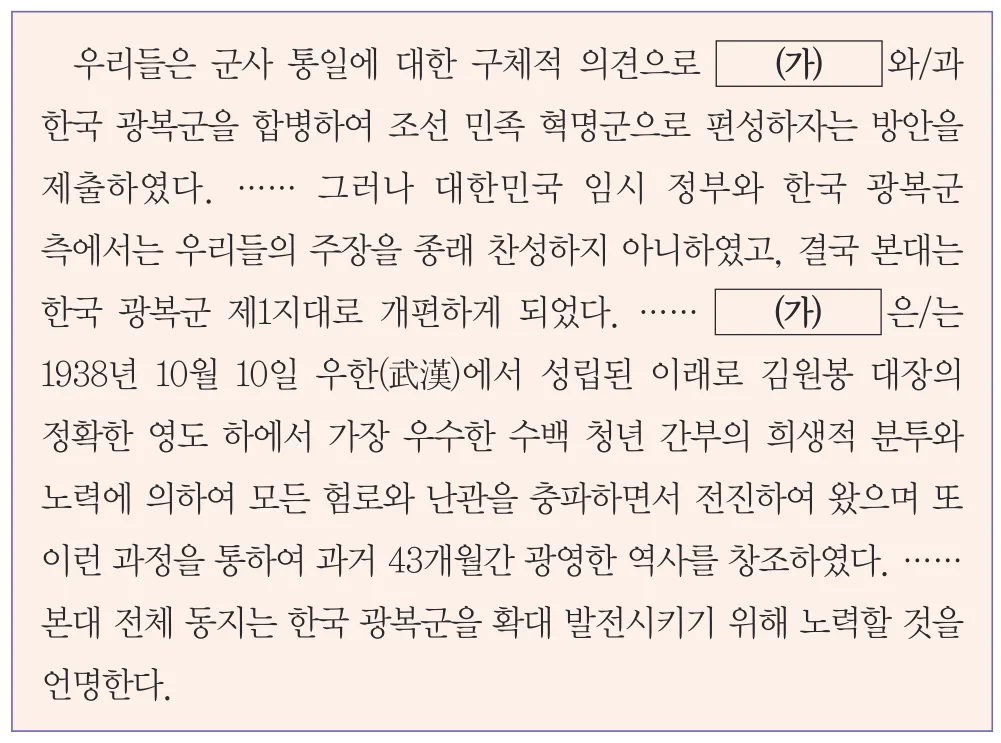 우리들은 군사 통일에 대한 구체적 의견으로 (가) 와/과
한국 광복군을 합병하여 조선 민족 혁명군으로 편성하자는 방안을
제출하였다. …… 그러나 대한민국 임시 정부와 한국 광복군
측에서는 우리들의 주장을 종래 찬성하지 아니하였고, 결국 본대는
한국 광복군 제1지대로 개편하게 되었다. …… (가) 은/는
1938년 10월 10일 우한(武漢)에서 성립된 이래로 김원봉 대장의
정확한 영도 하에서 가장 우수한 수백 청년 간부의 희생적 분투와
노력에 의하여 모든 험로와 난관을 충파하면서 전진하여 왔으며 또
이런 과정을 통하여 과거 43개월간 광영한 역사를 창조하였다. ……
본대 전체 동지는 한국 광복군을 확대 발전시키기 위해 노력할 것을
언명한다.